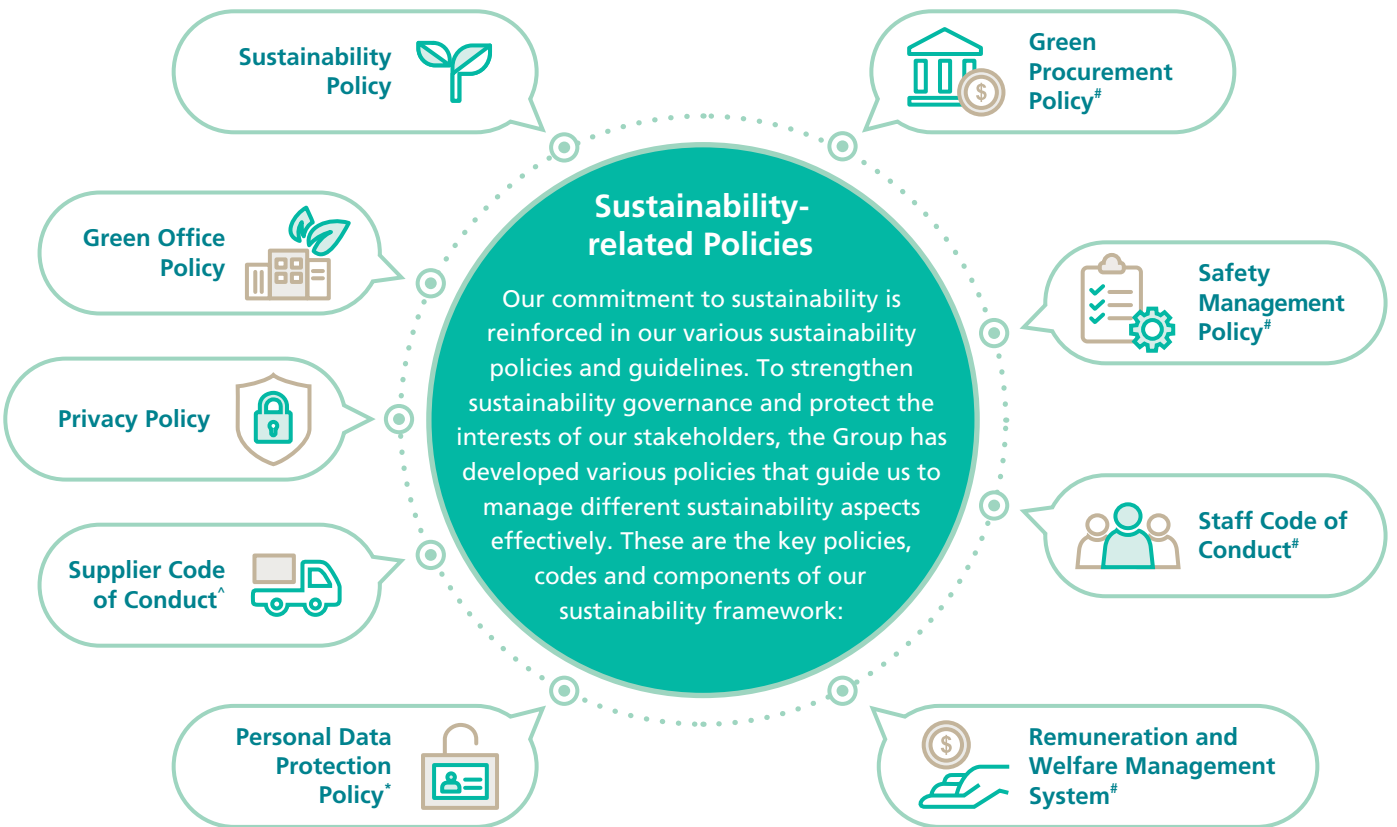 Sustainability
Policy
Green
Procurement
Policy#
$
Sustainability-
related Policies
Our commitment to sustainability is
reinforced in our various sustainability
policies and guidelines. To strengthen
sustainability governance and protect the
interests of our stakeholders, the Group has
developed various policies that guide us to
manage different sustainability aspects
effectively. These are the key policies,
codes and components of our
sustainability framework:
Green Office
Policy
Safety
Management
Policy#
Privacy Policy
Staff Code of
Conduct#
Supplier Code
of Conduct^
Personal Data
Protection
Policy*
$
Remuneration and
Welfare Management
System#